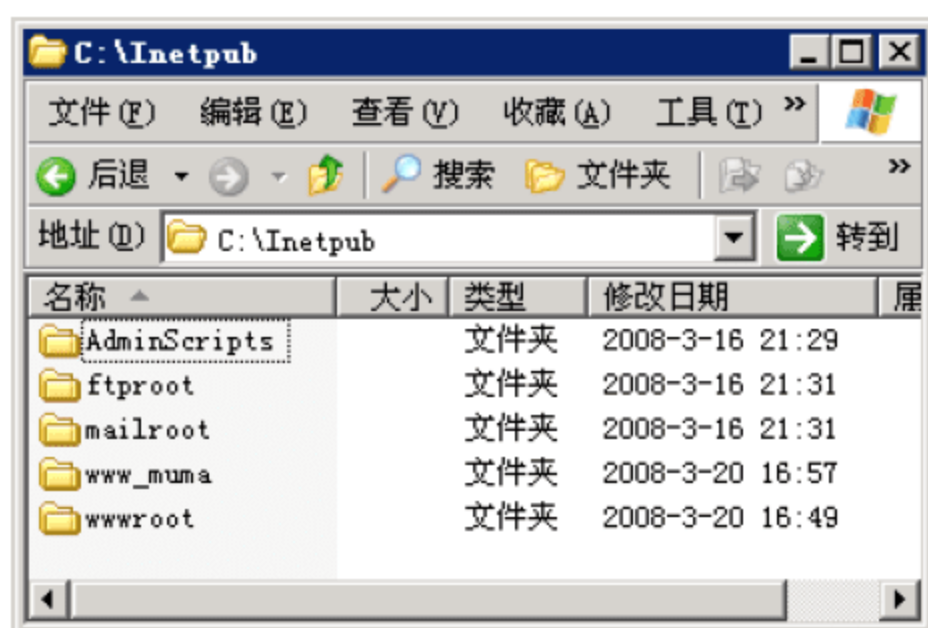 C:\Inetpub
文件(F) 编辑(E) 查看(V) 收藏(A) 工具(T) »
后退 搜索 文件夹 »
地址(D) C:\Inetpub 转到
名称 大小 类型 修改日期 属
AdminScripts 文件夹 2008-3-16 21:29
ftproot 文件夹 2008-3-16 21:31
mailroot 文件夹 2008-3-16 21:31
www_muma 文件夹 2008-3-20 16:57
wwwroot 文件夹 2008-3-20 16:49